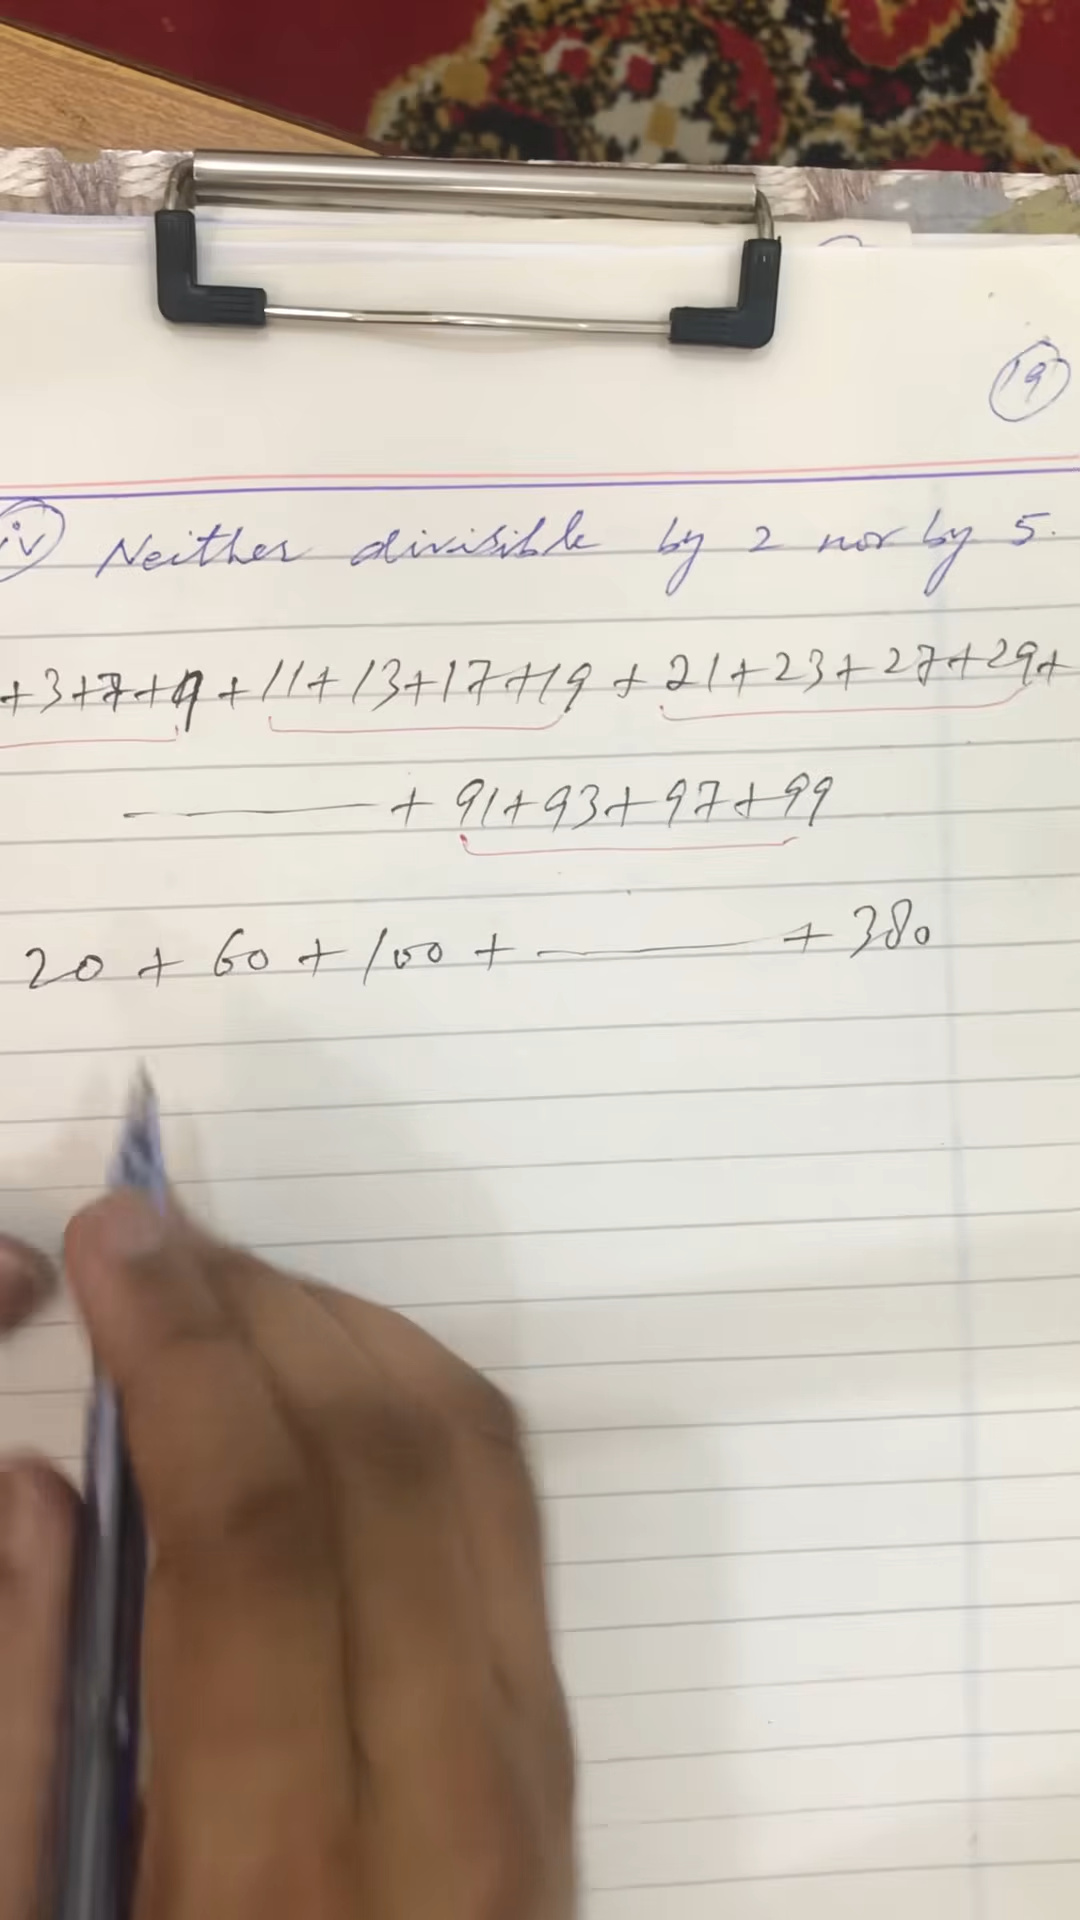 19
iv Neither divisible by 2 nor by 5.
+3+7+9+11+13+17+19+21+23+27+29+
——— + 91+93+97+99
20 + 60 + 100 + ——— + 380